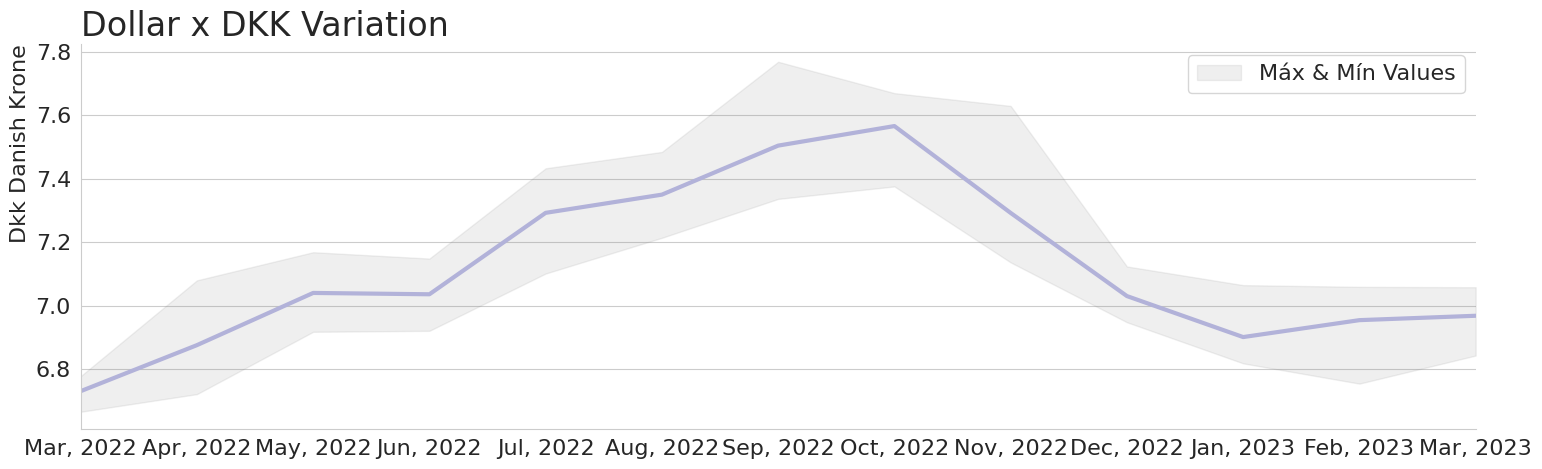 Dollar x DKK Variation
Dkk Danish Krone
7.8
7.6
7.4
7.2
7.0
6.8
Máx & Mín Values
Mar, 2022 Apr, 2022 May, 2022 Jun, 2022 Jul, 2022 Aug, 2022 Sep, 2022 Oct, 2022 Nov, 2022 Dec, 2022 Jan, 2023 Feb, 2023 Mar, 2023